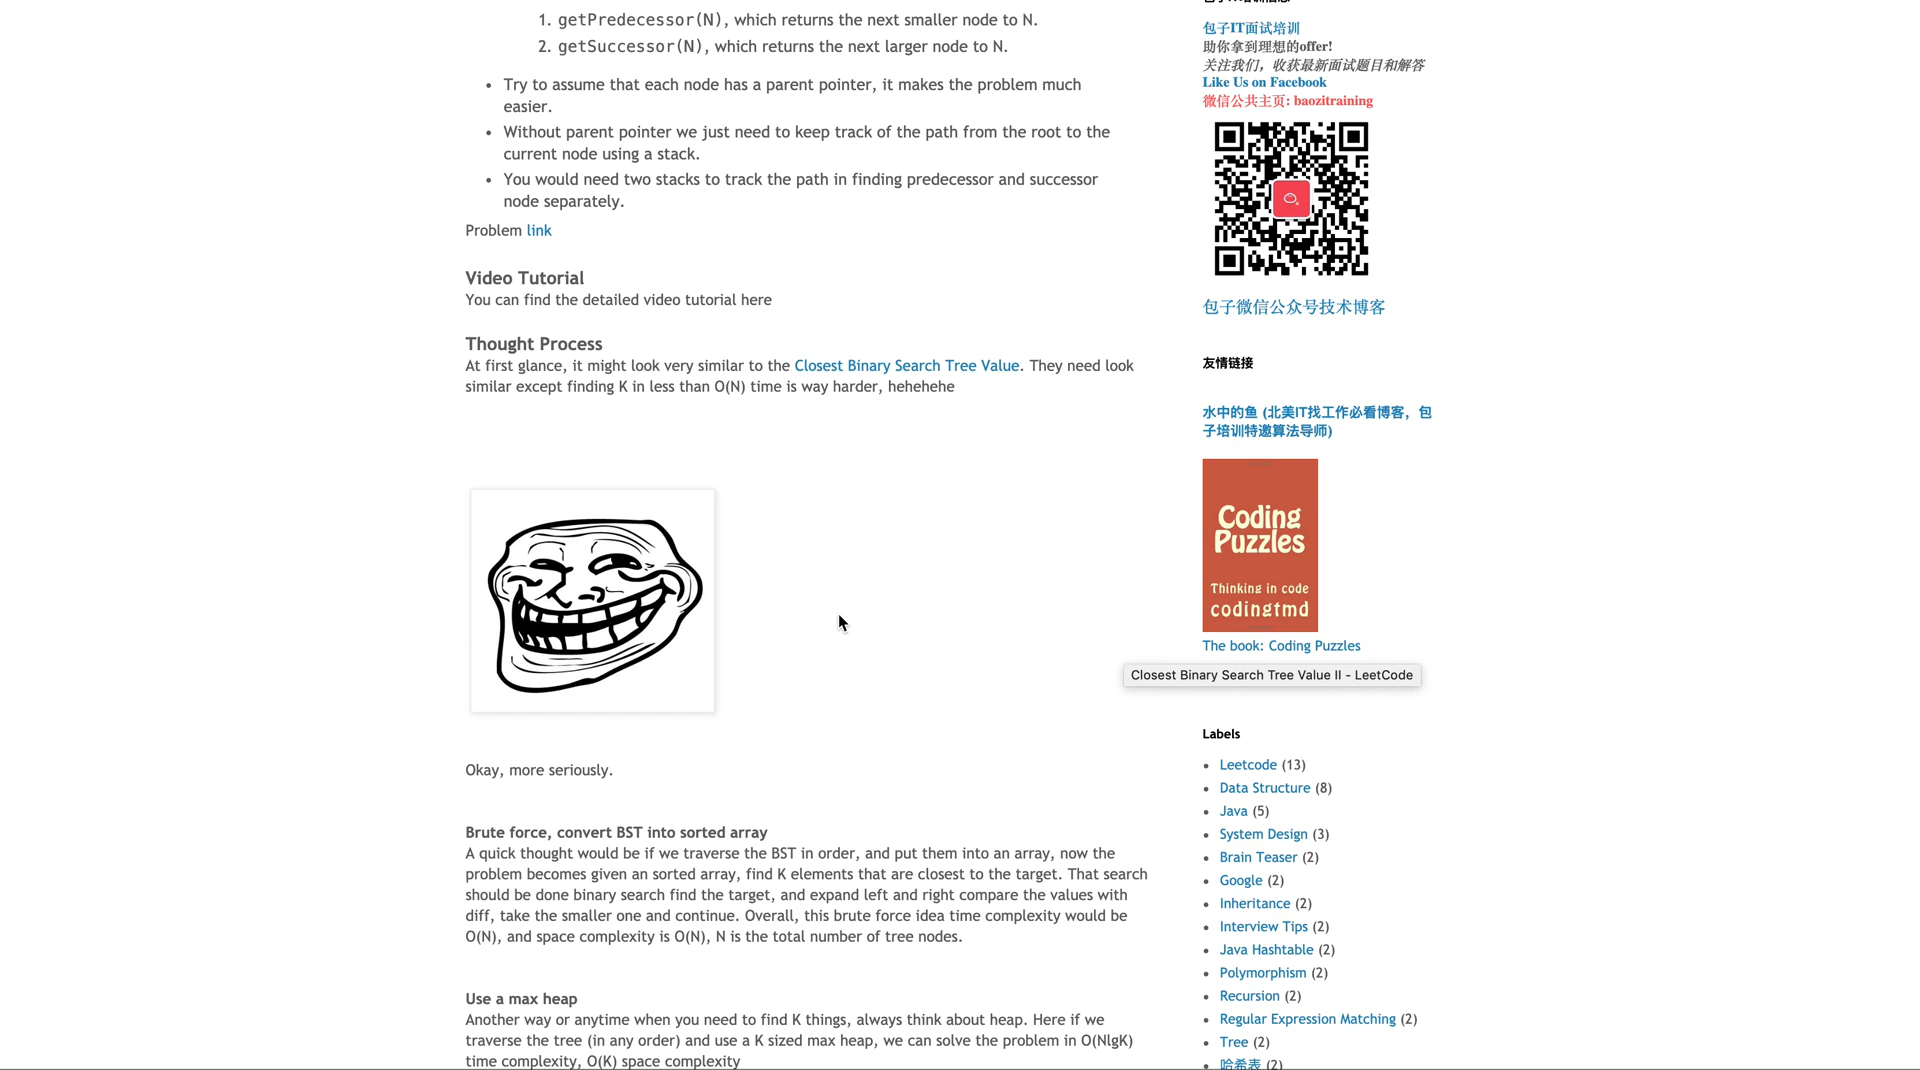 1. getPredecessor(N), which returns the next smaller node to N.
2. getSuccessor(N), which returns the next larger node to N.
• Try to assume that each node has a parent pointer, it makes the problem much
easier.
• Without parent pointer we just need to keep track of the path from the root to the
current node using a stack.
• You would need two stacks to track the path in finding predecessor and successor
node separately.
Problem link
Video Tutorial
You can find the detailed video tutorial here
Thought Process
At first glance, it might look very similar to the Closest Binary Search Tree Value. They need look
similar except finding K in less than O(N) time is way harder, hehehehe
Okay, more seriously.
Brute force, convert BST into sorted array
A quick thought would be if we traverse the BST in order, and put them into an array, now the
problem becomes given an sorted array, find K elements that are closest to the target. That search
should be done binary search find the target, and expand left and right compare the values with
diff, take the smaller one and continue. Overall, this brute force idea time complexity would be
O(N), and space complexity is O(N), N is the total number of tree nodes.
Use a max heap
Another way or anytime when you need to find K things, always think about heap. Here if we
traverse the tree (in any order) and use a K sized max heap, we can solve the problem in O(NlgK)
time complexity, O(K) space complexity
包子IT面试培训
助你拿到理想的offer!
关注我们，收获最新面试题目和解答
Like Us on Facebook
微信公共主页: baozitraining
包子微信公众号技术博客
友情链接
水中的鱼 (北美IT找工作必看博客，包
子培训特邀算法导师)
Coding
Puzzles
Thinking in code
codingtmd
The book: Coding Puzzles
Closest Binary Search Tree Value II - LeetCode
Labels
• Leetcode (13)
• Data Structure (8)
• Java (5)
• System Design (3)
• Brain Teaser (2)
• Google (2)
• Inheritance (2)
• Interview Tips (2)
• Java Hashtable (2)
• Polymorphism (2)
• Recursion (2)
• Regular Expression Matching (2)
• Tree (2)
• 哈希表 (2)